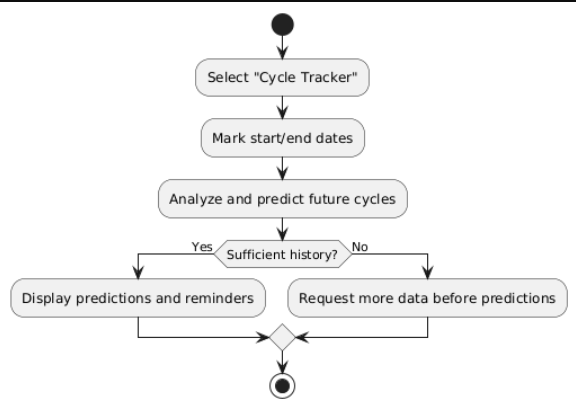 Select "Cycle Tracker"
Mark start/end dates
Analyze and predict future cycles
Yes
Sufficient history?
No
Display predictions and reminders
Request more data before predictions